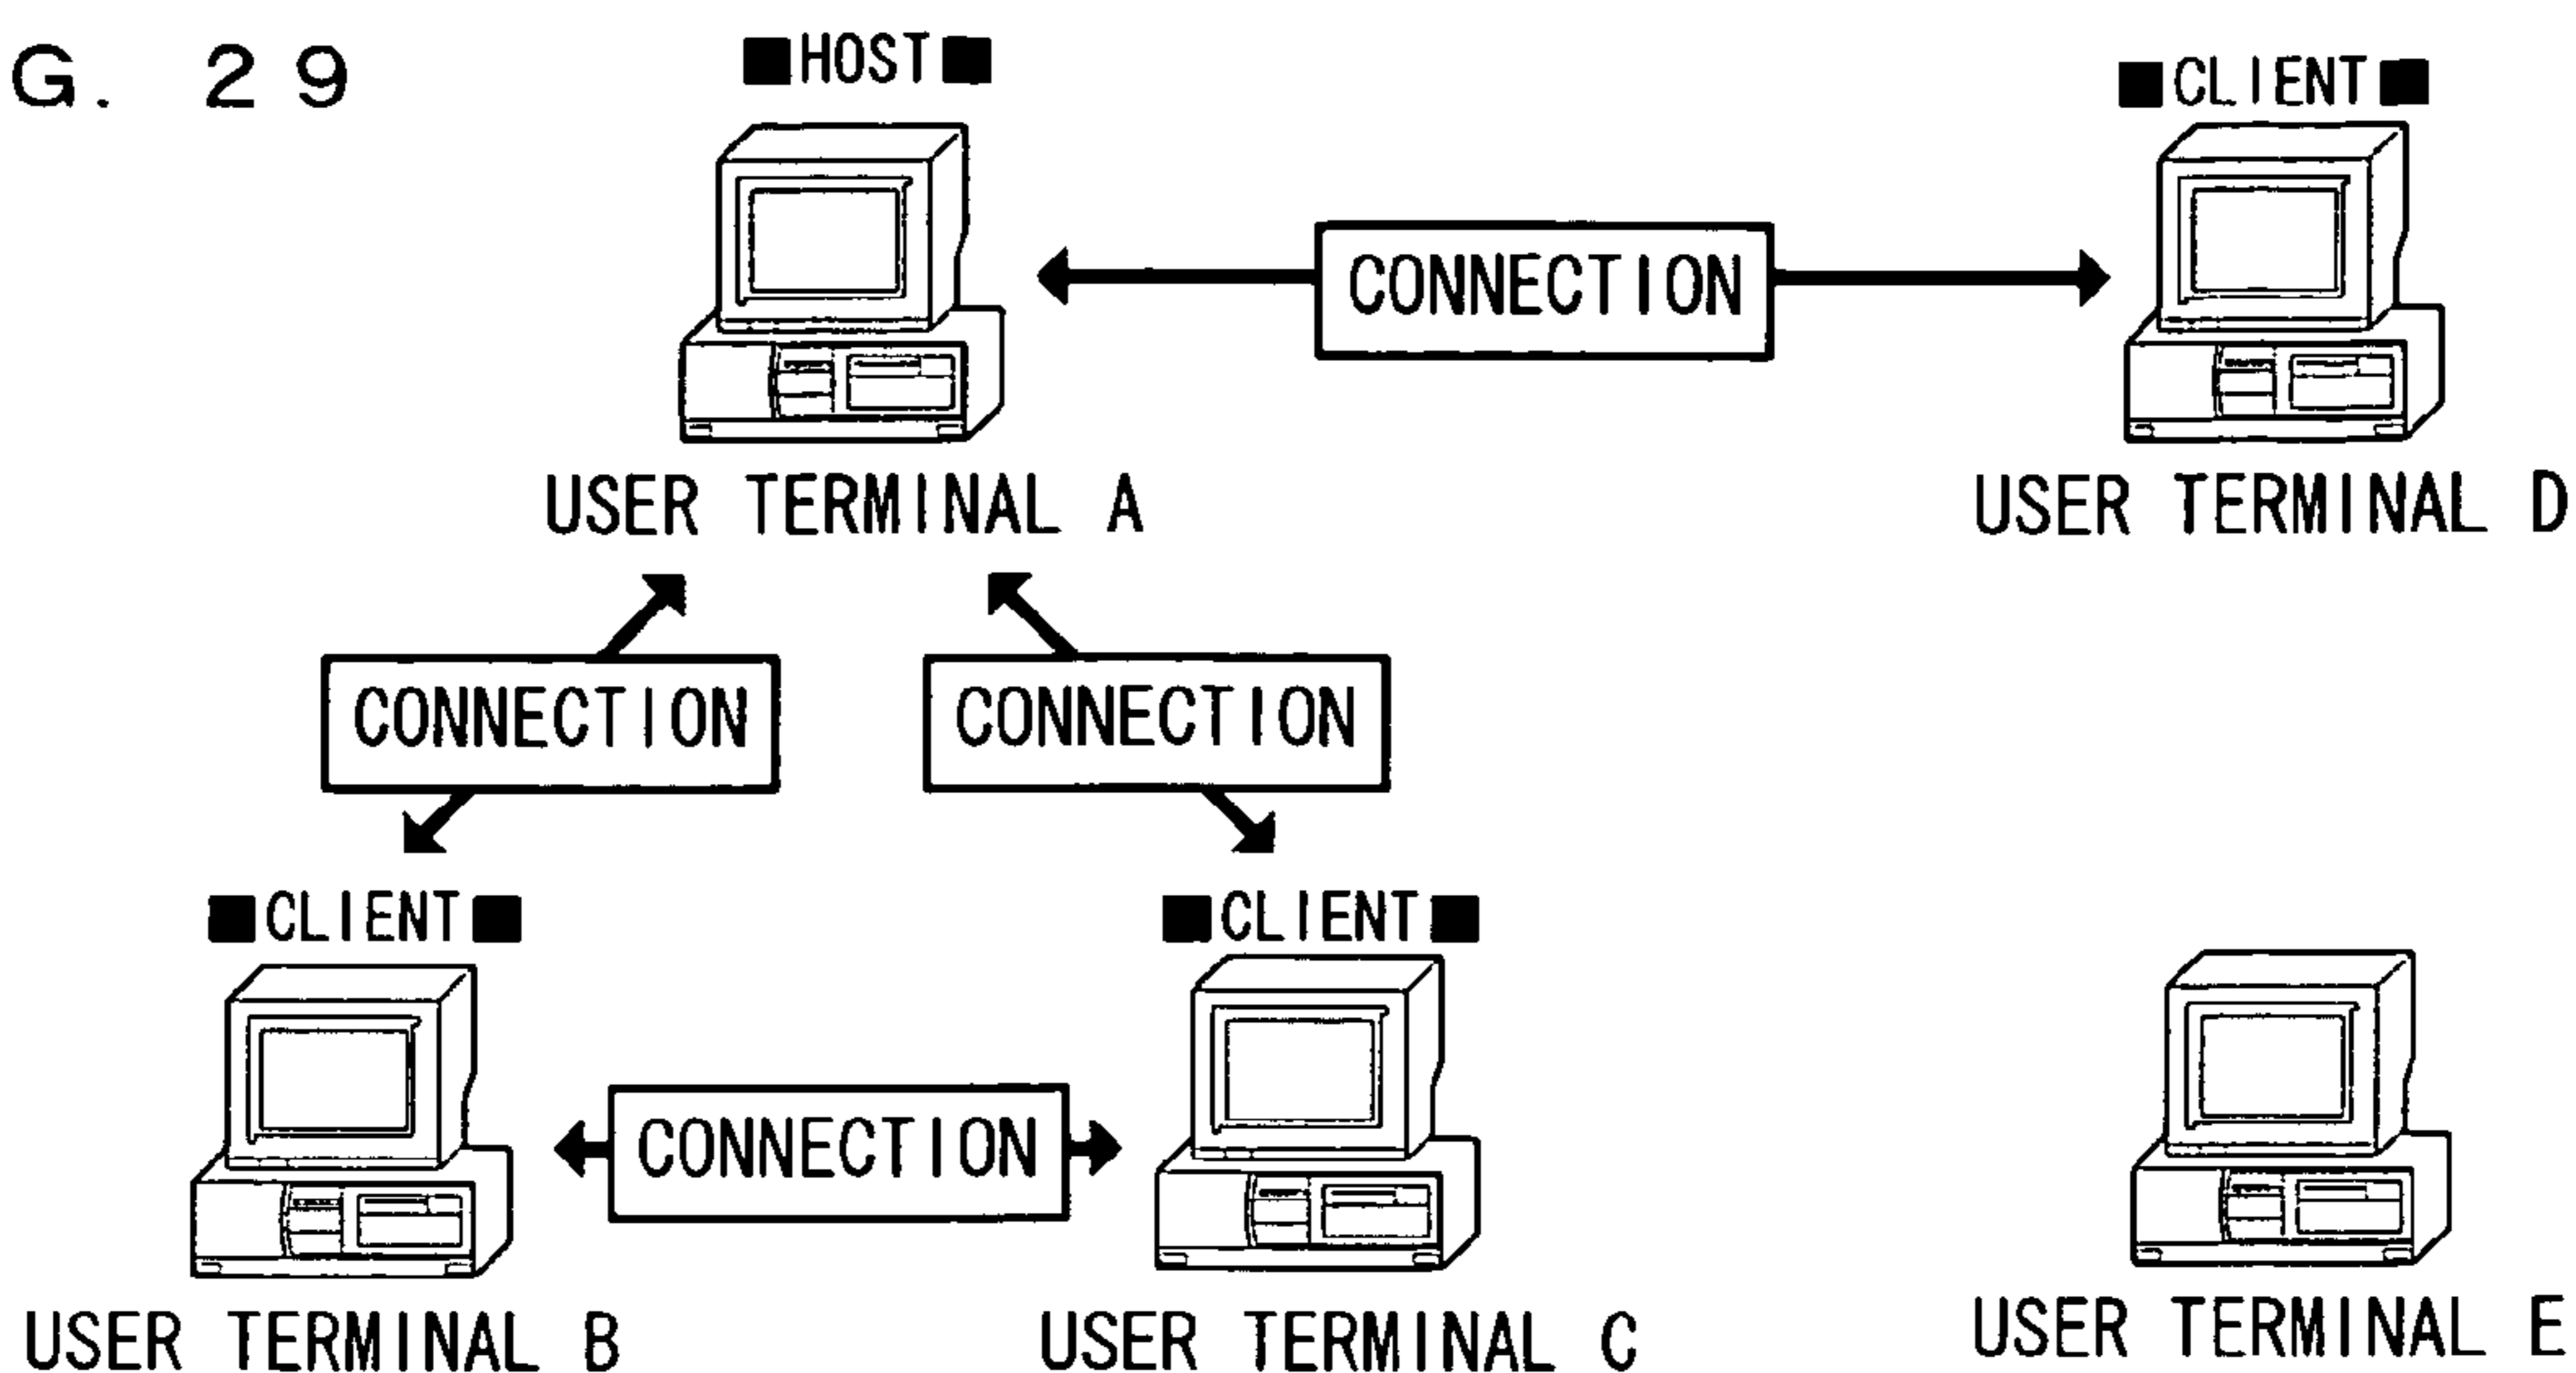 G. 29
■HOST■
■CLIENT■
CONNECTION
USER TERMINAL A
USER TERMINAL D
CONNECTION
CONNECTION
■CLIENT■
■CLIENT■
CONNECTION
USER TERMINAL B
USER TERMINAL C
USER TERMINAL E